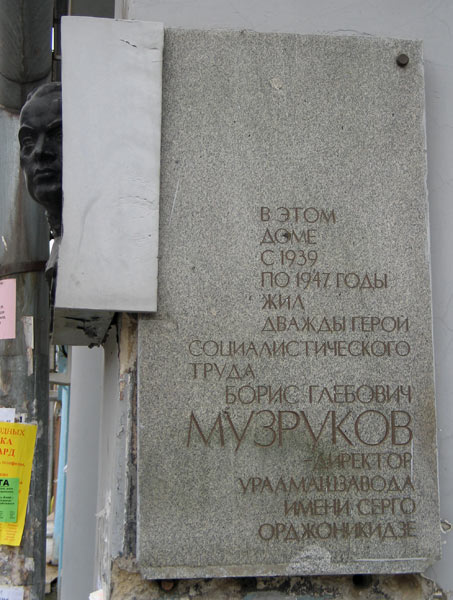 В ЭТОМ
ДОМЕ
С 1939
ПО 1947 ГОДЫ
ЖИЛ
ДВАЖДЫ ГЕРОЙ
СОЦИАЛИСТИЧЕСКОГО
ТРУДА
БОРИС ГЛЕБОВИЧ
МУЗРУКОВ
ДИРЕКТОР
УРАЛМАШЗАВОДА
ИМЕНИ СЕРГО
ОРДЖОНИКИДЗЕ